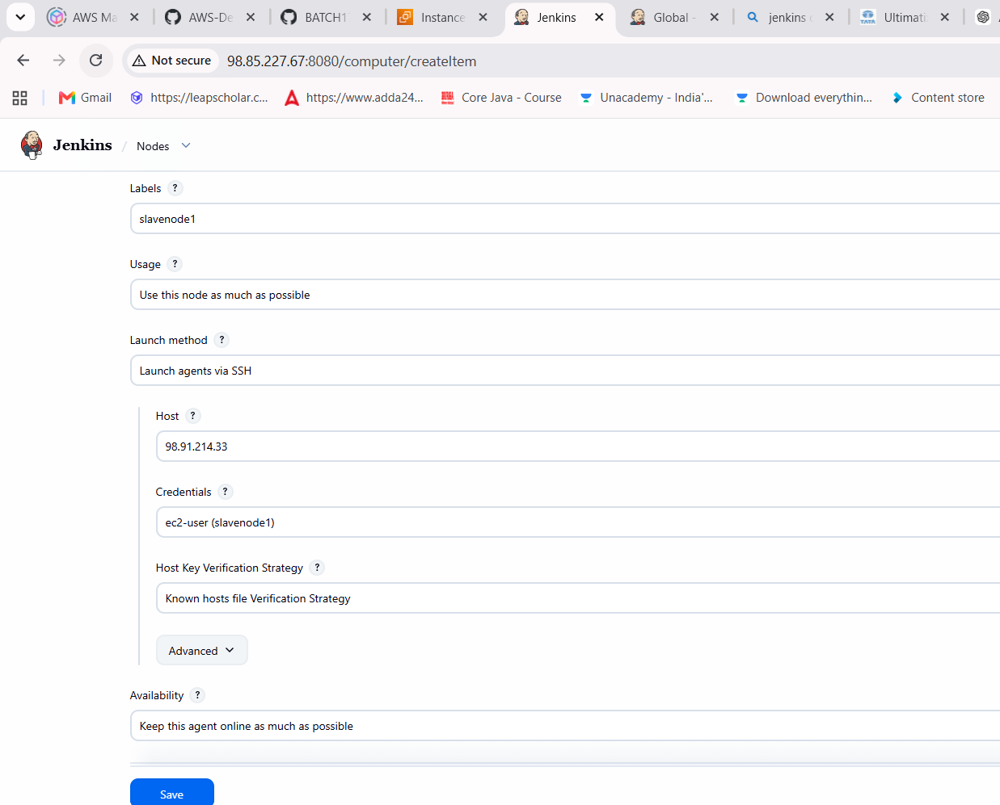 AWS Ma
AWS-De
BATCH1
Instance
Jenkins
Global -
jenkins
Ultimati
Not secure
98.85.227.67:8080/computer/createItem
Gmail
https://leapscholar.c...
https://www.adda24...
Core Java - Course
Unacademy - India'...
Download everythin...
Content store
Jenkins / Nodes
Labels ?
slavenode1
Usage ?
Use this node as much as possible
Launch method ?
Launch agents via SSH
Host ?
98.91.214.33
Credentials ?
ec2-user (slavenode1)
Host Key Verification Strategy ?
Known hosts file Verification Strategy
Advanced
Availability ?
Keep this agent online as much as possible
Save